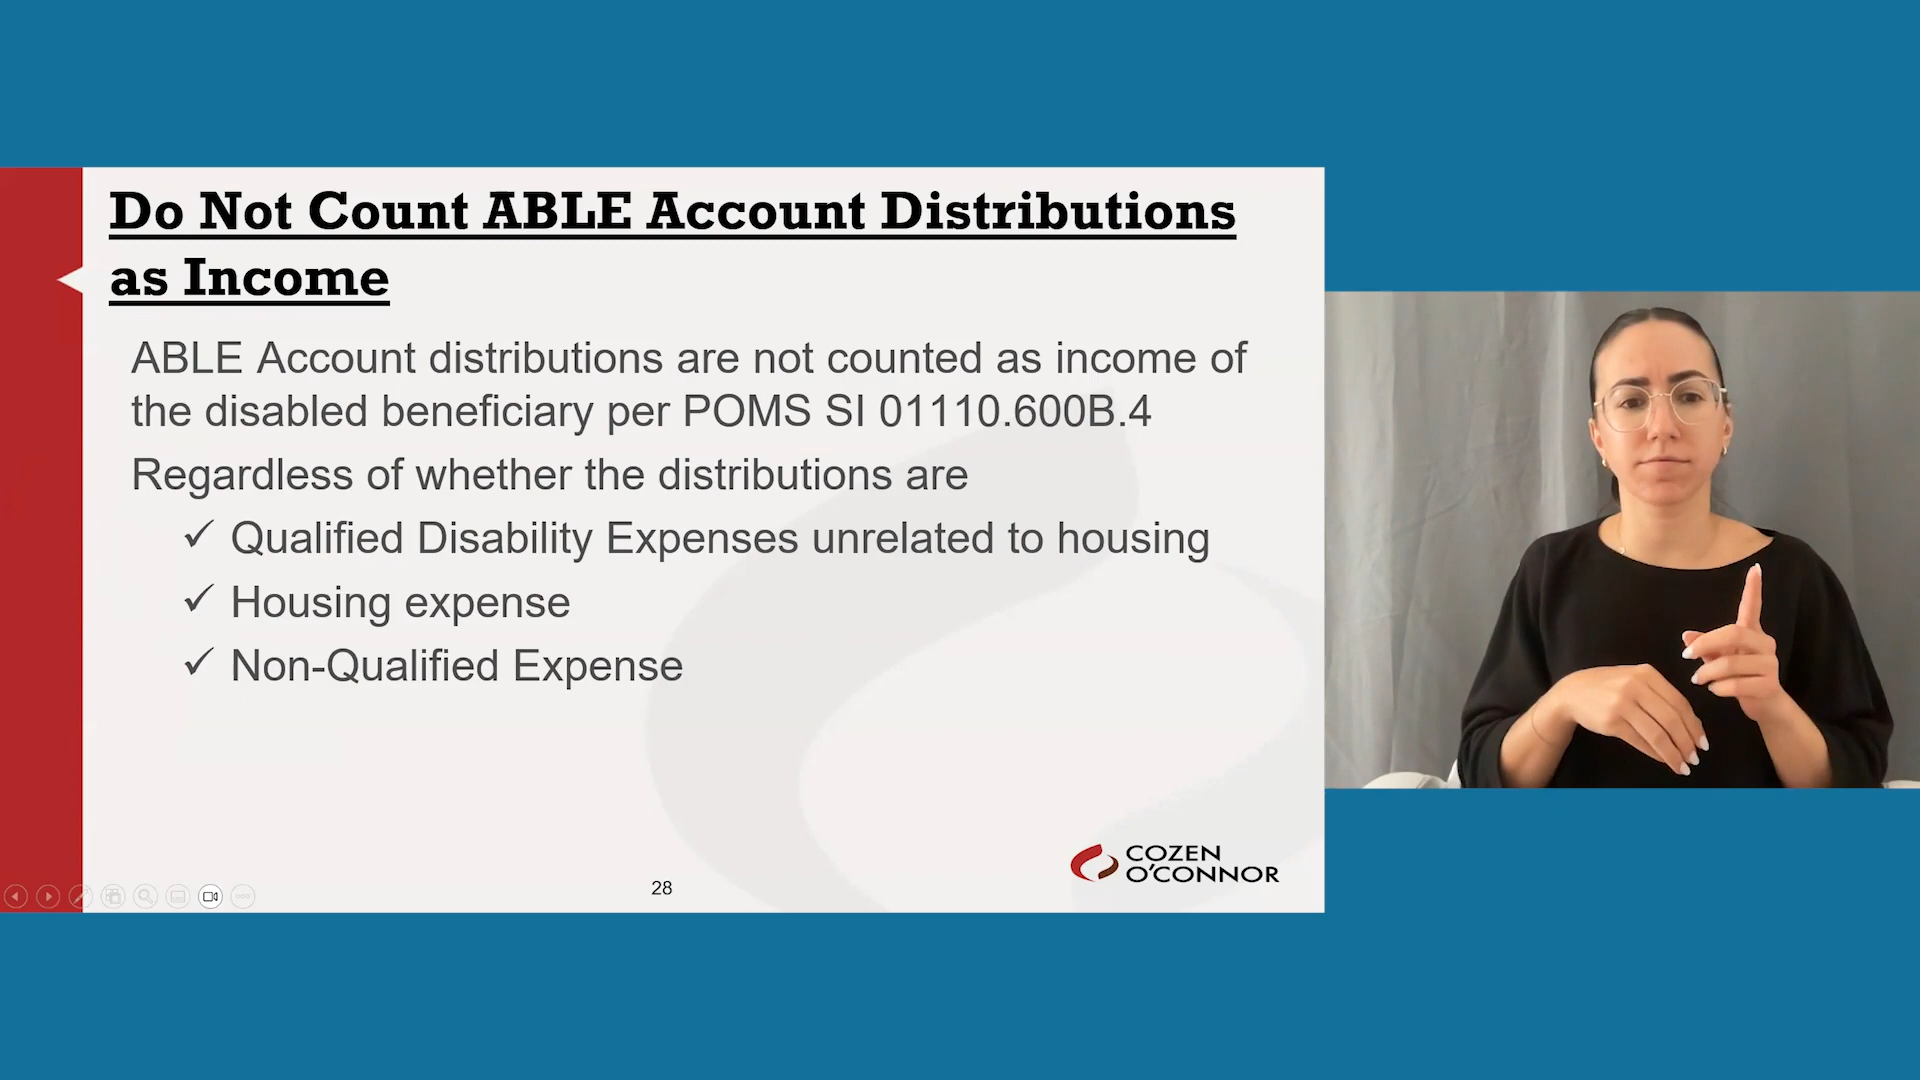 Do Not Count ABLE Account Distributions
as Income
ABLE Account distributions are not counted as income of
the disabled beneficiary per POMS SI 01110.600B.4
Regardless of whether the distributions are
✓ Qualified Disability Expenses unrelated to housing
✓ Housing expense
✓ Non-Qualified Expense
28
COZEN
O'CONNOR